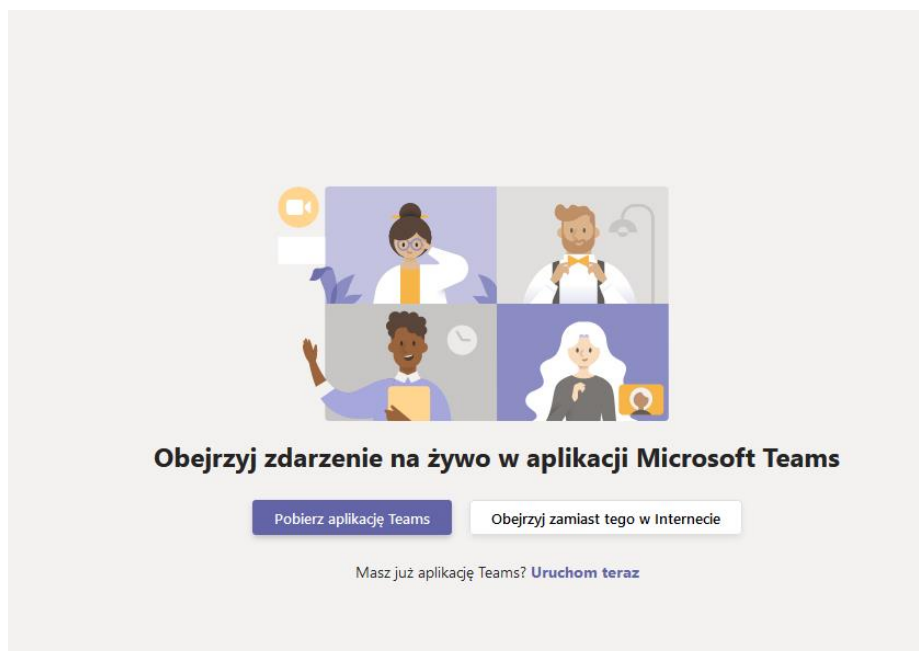 Obejrzyj zdarzenie na żywo w aplikacji Microsoft Teams
Pobierz aplikację Teams
Obejrzyj zamiast tego w Internecie
Masz już aplikację Teams? Uruchom teraz